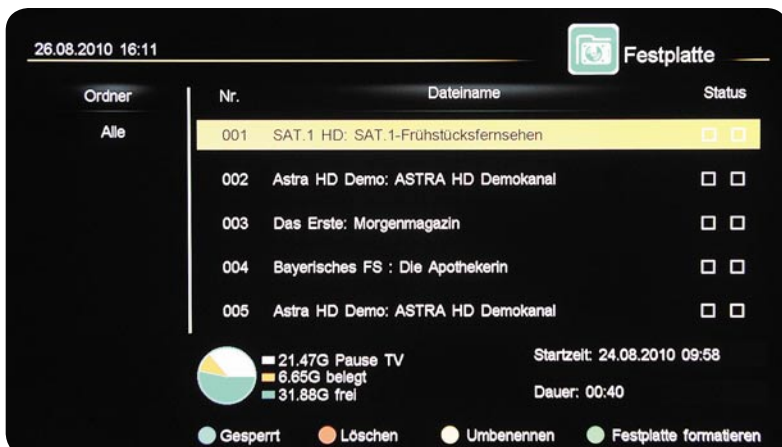 26.08.2010 16:11
Festplatte
Ordner
Nr.
Dateiname
Status
Alle
001 SAT.1 HD: SAT.1-Frühstücksfernsehen
002 Astra HD Demo: ASTRA HD Demokanal
003 Das Erste: Morgenmagazin
004 Bayerisches FS : Die Apothekerin
005 Astra HD Demo: ASTRA HD Demokanal
21.47G Pause TV
6.65G belegt
31.88G frei
Startzeit: 24.08.2010 09:58
Dauer: 00:40
Gesperrt Löschen Umbenennen Festplatte formatieren